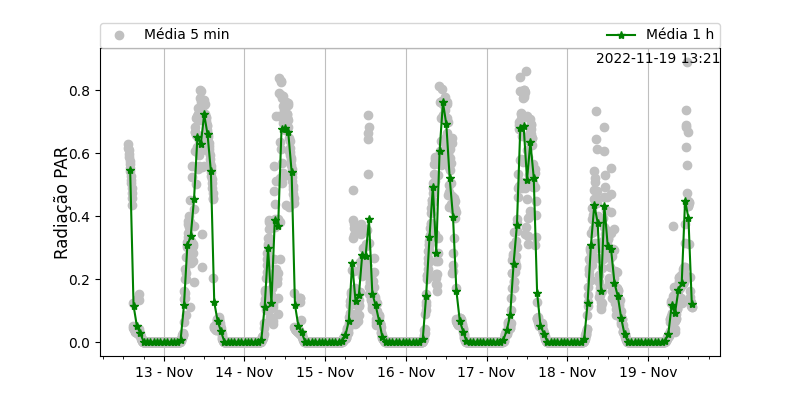 Média 5 min Média 1 h
2022-11-19 13:21
Radiação PAR
0.8
0.6
0.4
0.2
0.0
13 - Nov 14 - Nov 15 - Nov 16 - Nov 17 - Nov 18 - Nov 19 - Nov